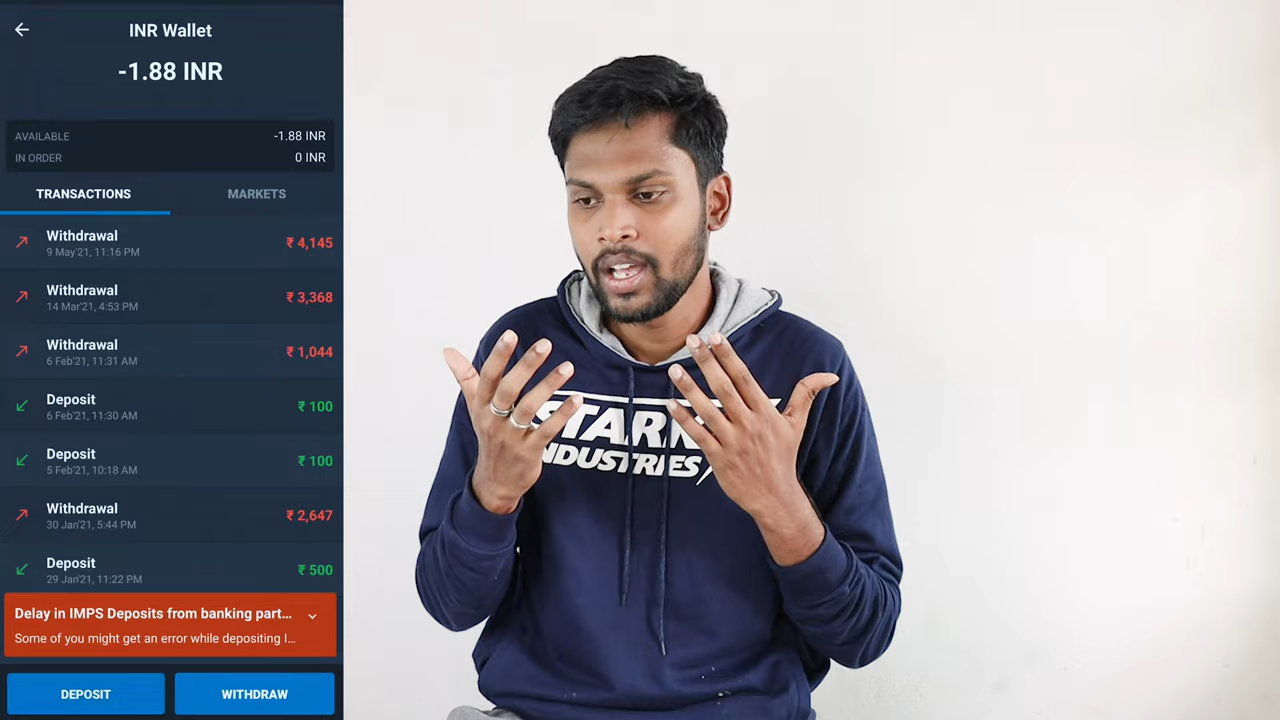 INR Wallet
-1.88 INR
AVAILABLE -1.88 INR
IN ORDER 0 INR
TRANSACTIONS MARKETS
Withdrawal ₹ 4,145
9 May'21, 11:16 PM
Withdrawal ₹ 3,368
14 Mar'21, 4:53 PM
Withdrawal ₹ 1,044
6 Feb'21, 11:31 AM
Deposit ₹ 100
6 Feb'21, 11:30 AM
Deposit ₹ 100
5 Feb'21, 10:18 AM
Withdrawal ₹ 2,647
30 Jan'21, 5:44 PM
Deposit ₹ 500
29 Jan'21, 11:22 PM
Delay in IMPS Deposits from banking part...
Some of you might get an error while depositing I...
DEPOSIT WITHDRAW
STARK
INDUSTRIES